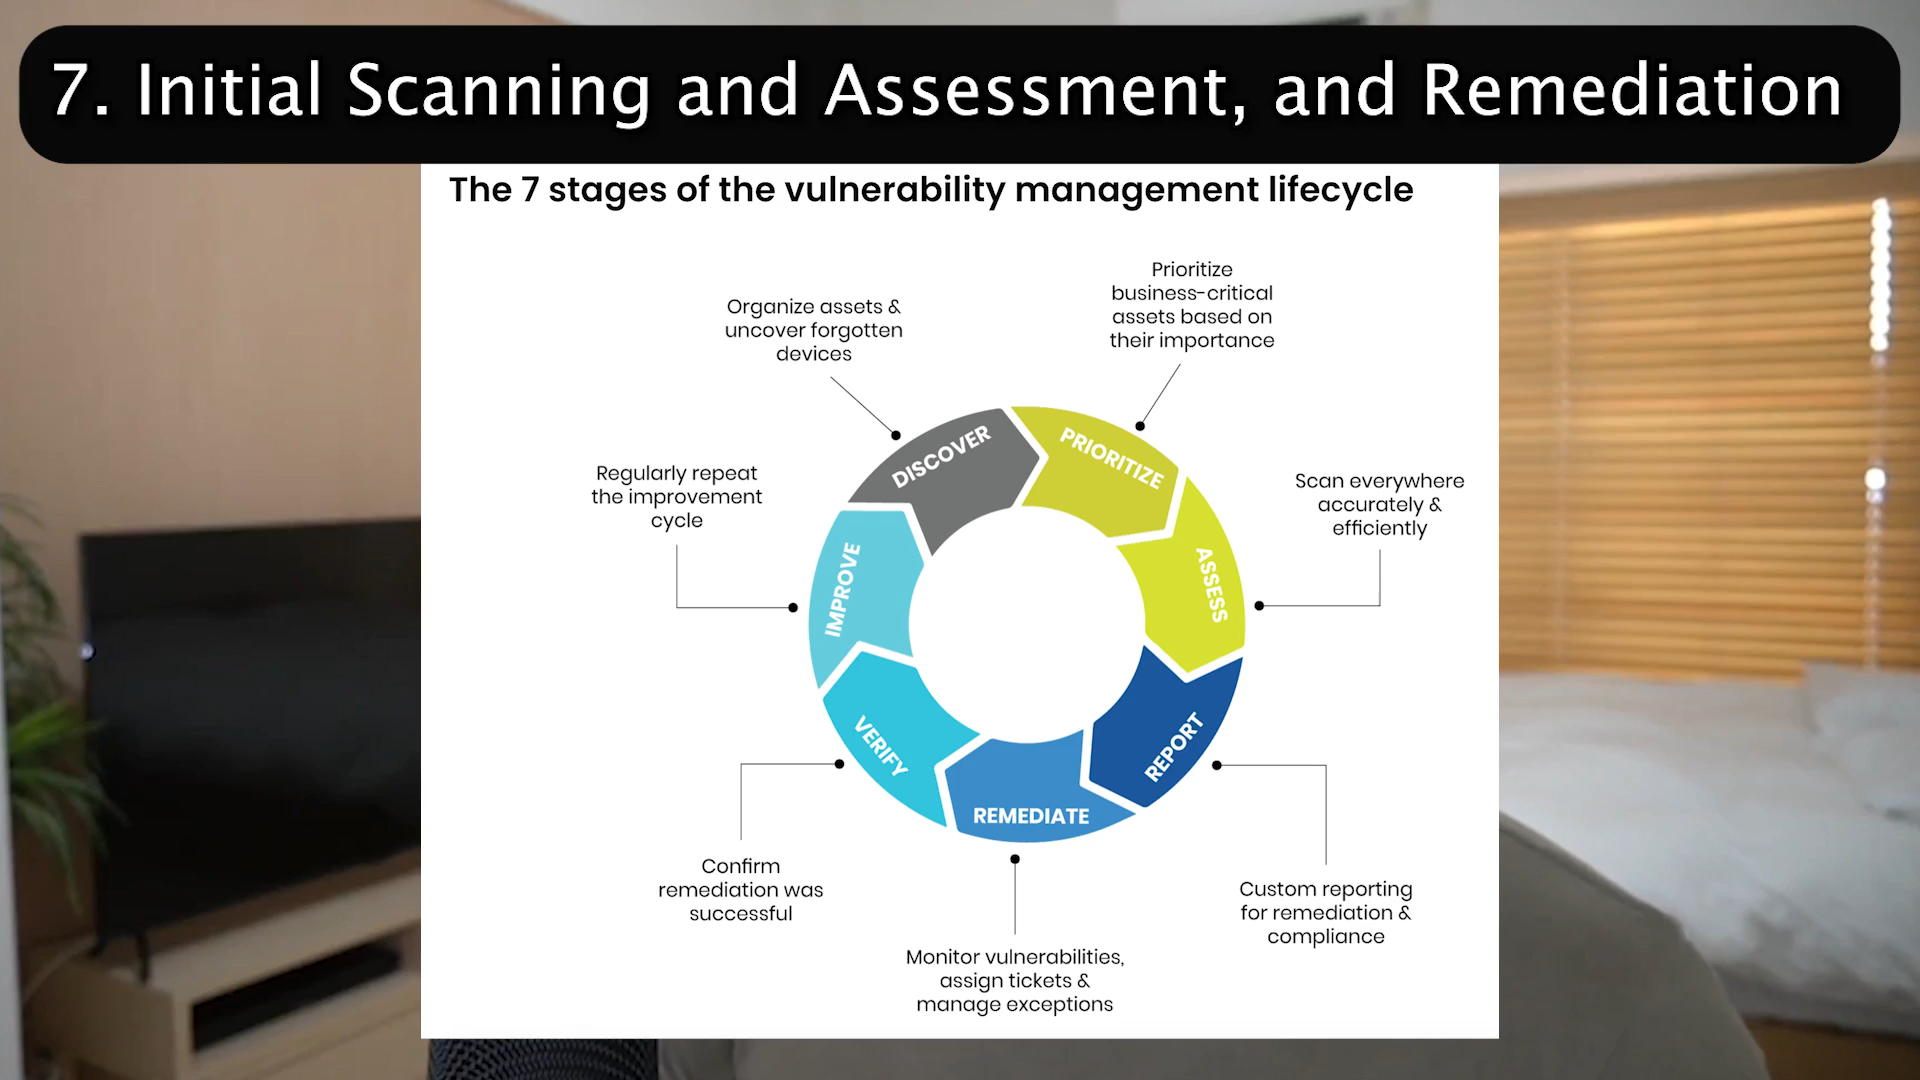 7. Initial Scanning and Assessment, and Remediation
The 7 stages of the vulnerability management lifecycle
Organize assets &
uncover forgotten
devices
Prioritize
business-critical
assets based on
their importance
Regularly repeat
the improvement
cycle
Scan everywhere
accurately &
efficiently
DISCOVER
PRIORITIZE
ASSESS
REPORT
REMEDIATE
VERIFY
IMPROVE
Confirm
remediation was
successful
Monitor vulnerabilities,
assign tickets &
manage exceptions
Custom reporting
for remediation &
compliance